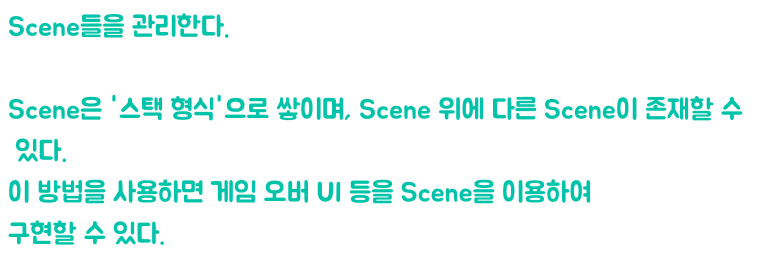 Scene들을 관리한다.
Scene은 '스택 형식'으로 쌓이며, Scene 위에 다른 Scene이 존재할 수
있다.
이 방법을 사용하면 게임 오버 UI 등을 Scene을 이용하여
구현할 수 있다.